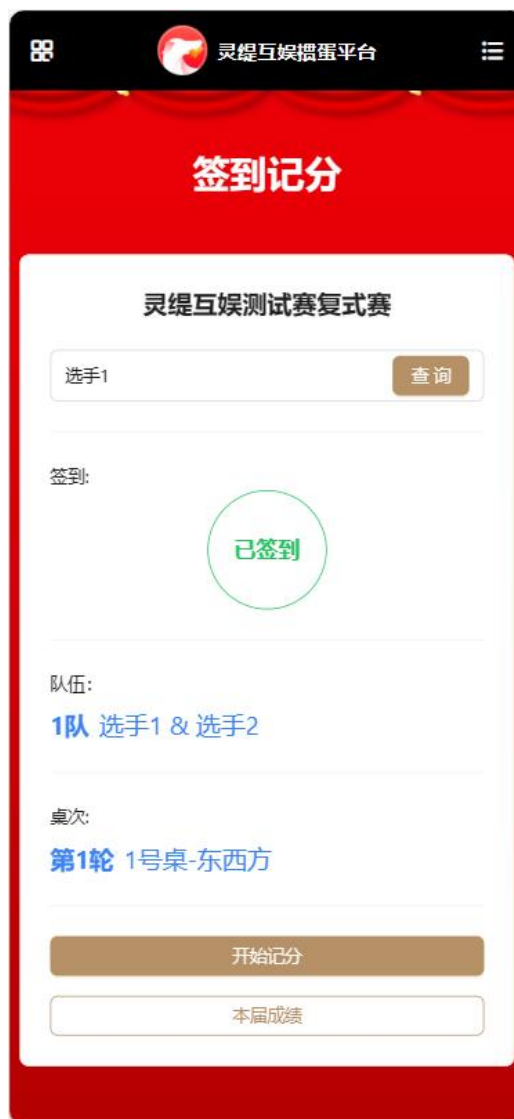 灵缇互娱掼蛋平台
签到记分
灵缇互娱测试赛复式赛
选手1 查询
签到:
已签到
队伍:
1队 选手1 & 选手2
桌次:
第1轮 1号桌-东西方
开始记分
本届成绩